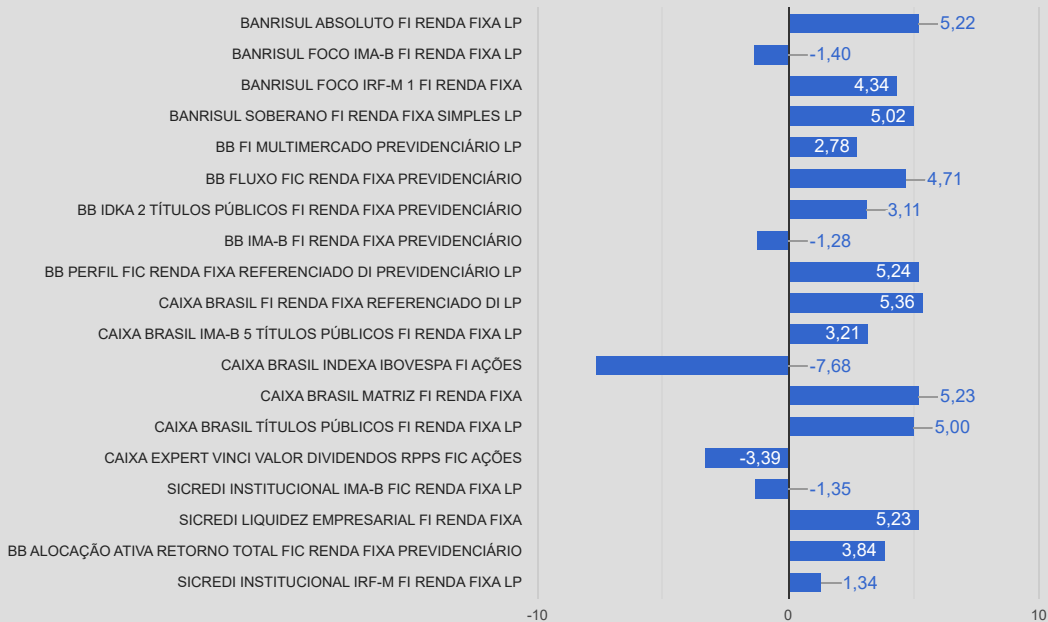 BANRISUL ABSOLUTO FI RENDA FIXA LP 5,22
BANRISUL FOCO IMA-B FI RENDA FIXA LP -1,40
BANRISUL FOCO IRF-M 1 FI RENDA FIXA 4,34
BANRISUL SOBERANO FI RENDA FIXA SIMPLES LP 5,02
BB FI MULTIMERCADO PREVIDENCIÁRIO LP 2,78
BB FLUXO FIC RENDA FIXA PREVIDENCIÁRIO 4,71
BB IDKA 2 TÍTULOS PÚBLICOS FI RENDA FIXA PREVIDENCIÁRIO 3,11
BB IMA-B FI RENDA FIXA PREVIDENCIÁRIO -1,28
BB PERFIL FIC RENDA FIXA REFERENCIADO DI PREVIDENCIÁRIO LP 5,24
CAIXA BRASIL FI RENDA FIXA REFERENCIADO DI LP 5,36
CAIXA BRASIL IMA-B 5 TÍTULOS PÚBLICOS FI RENDA FIXA LP 3,21
CAIXA BRASIL INDEXA IBOVESPA FI AÇÕES -7,68
CAIXA BRASIL MATRIZ FI RENDA FIXA 5,23
CAIXA BRASIL TÍTULOS PÚBLICOS FI RENDA FIXA LP 5,00
CAIXA EXPERT VINCI VALOR DIVIDENDOS RPPS FIC AÇÕES -3,39
SICREDI INSTITUCIONAL IMA-B FIC RENDA FIXA LP -1,35
SICREDI LIQUIDEZ EMPRESARIAL FI RENDA FIXA 5,23
BB ALOCAÇÃO ATIVA RETORNO TOTAL FIC RENDA FIXA PREVIDENCIÁRIO 3,84
SICREDI INSTITUCIONAL IRF-M FI RENDA FIXA LP 1,34
-10 0 10